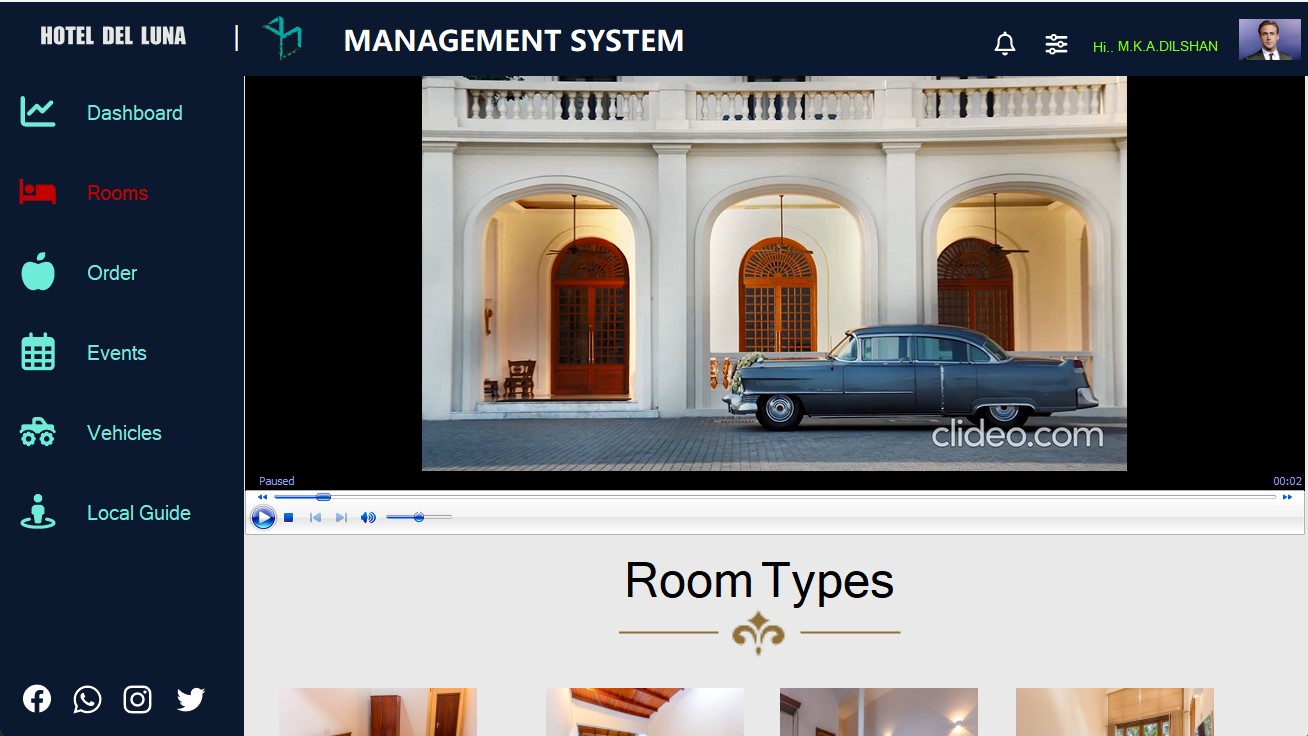 HOTEL DEL LUNA | MANAGEMENT SYSTEM
Hi.. M.K.A.DILSHAN
Dashboard
Rooms
Order
Events
Vehicles
Local Guide
clideo.com
Paused
00:02
Room Types